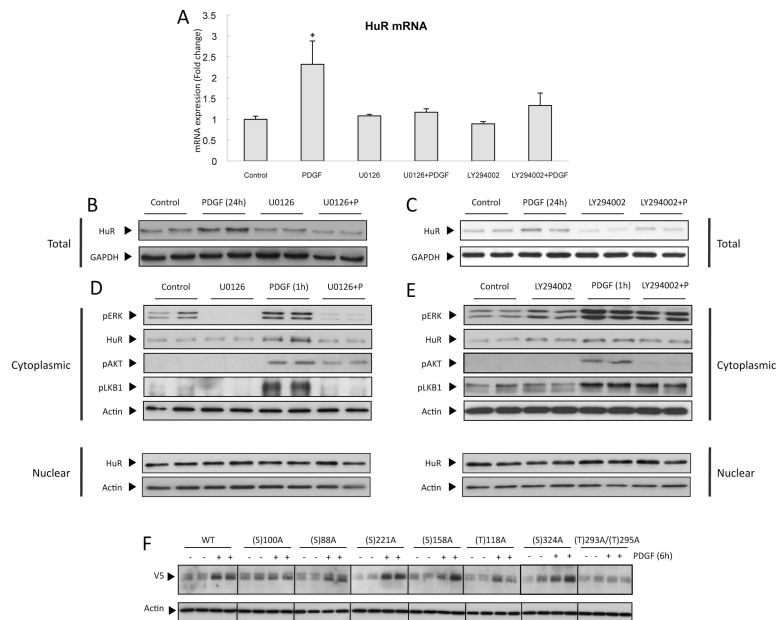 A
HuR mRNA
mRNA expression (Fold change)
3.5
3
2.5
2
1.5
1
0.5
0
*
Control PDGF U0126 U0126+PDGF LY294002 LY294002+PDGF
B
Control PDGF (24h) U0126 U0126+P
Total
HuR
GAPDH
C
Control PDGF (24h) LY294002 LY294002+P
HuR
GAPDH
Total
D
Control U0126 PDGF (1h) U0126+P
Cytoplasmic
pERK
HuR
pAKT
pLKB1
Actin
Nuclear
HuR
Actin
E
Control LY294002 PDGF (1h) LY294002+P
pERK
HuR
pAKT
pLKB1
Actin
Cytoplasmic
HuR
Actin
Nuclear
F
WT (S)100A (S)88A (S)221A (S)158A (T)118A (S)324A (T)293A/(T)295A
- - + + - - + + - - + + - - + + - - + + - - + + - - + + - - + + PDGF (6h)
V5
Actin